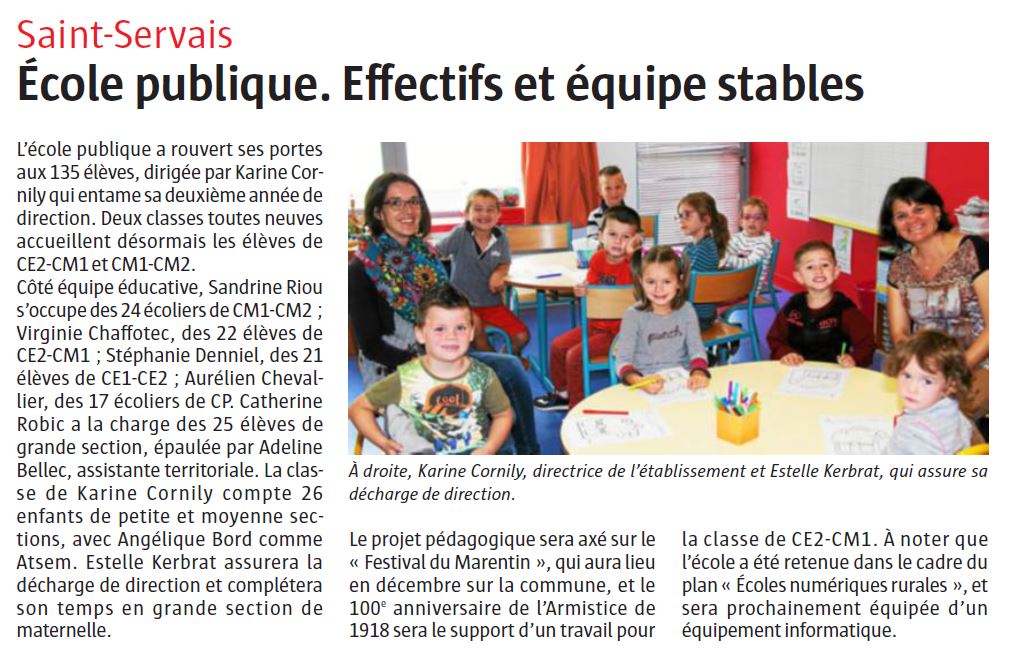 Saint-Servais
École publique. Effectifs et équipe stables
L’école publique a rouvert ses portes
aux 135 élèves, dirigée par Karine Cor-
nily qui entame sa deuxième année de
direction. Deux classes toutes neuves
accueillent désormais les élèves de
CE2-CM1 et CM1-CM2.
Côté équipe éducative, Sandrine Riou
s’occupe des 24 écoliers de CM1-CM2 ;
Virginie Chaffotec, des 22 élèves de
CE2-CM1 ; Stéphanie Denniel, des 21
élèves de CE1-CE2 ; Aurélien Cheval-
lier, des 17 écoliers de CP. Catherine
Robic a la charge des 25 élèves de
grande section, épaulée par Adeline
Bellec, assistante territoriale. La clas-
se de Karine Cornily compte 26
enfants de petite et moyenne sec-
tions, avec Angélique Bord comme
Atsem. Estelle Kerbrat assurera la
décharge de direction et complétera
son temps en grande section de
maternelle.
À droite, Karine Cornily, directrice de l’établissement et Estelle Kerbrat, qui assure sa
décharge de direction.
Le projet pédagogique sera axé sur le
« Festival du Marentin », qui aura lieu
en décembre sur la commune, et le
100e anniversaire de l’Armistice de
1918 sera le support d’un travail pour
la classe de CE2-CM1. À noter que
l’école a été retenue dans le cadre du
plan « Écoles numériques rurales », et
sera prochainement équipée d’un
équipement informatique.